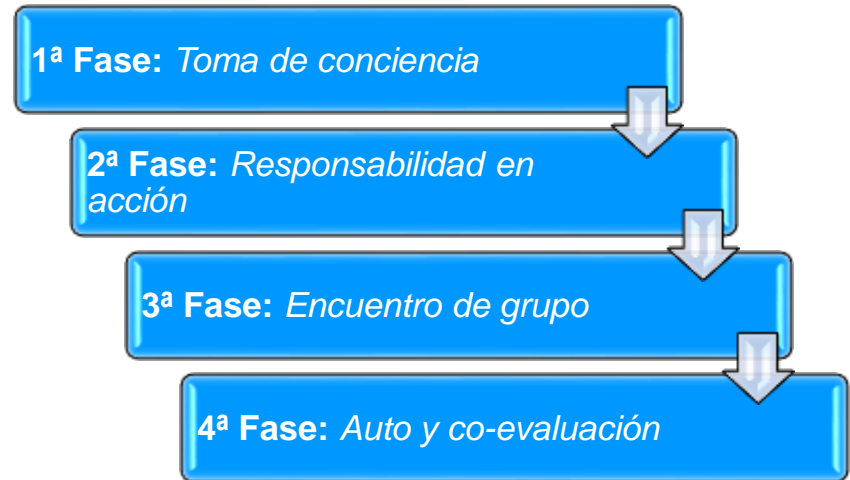 1ª Fase: Toma de conciencia
2ª Fase: Responsabilidad en
acción
3ª Fase: Encuentro de grupo
4ª Fase: Auto y co-evaluación